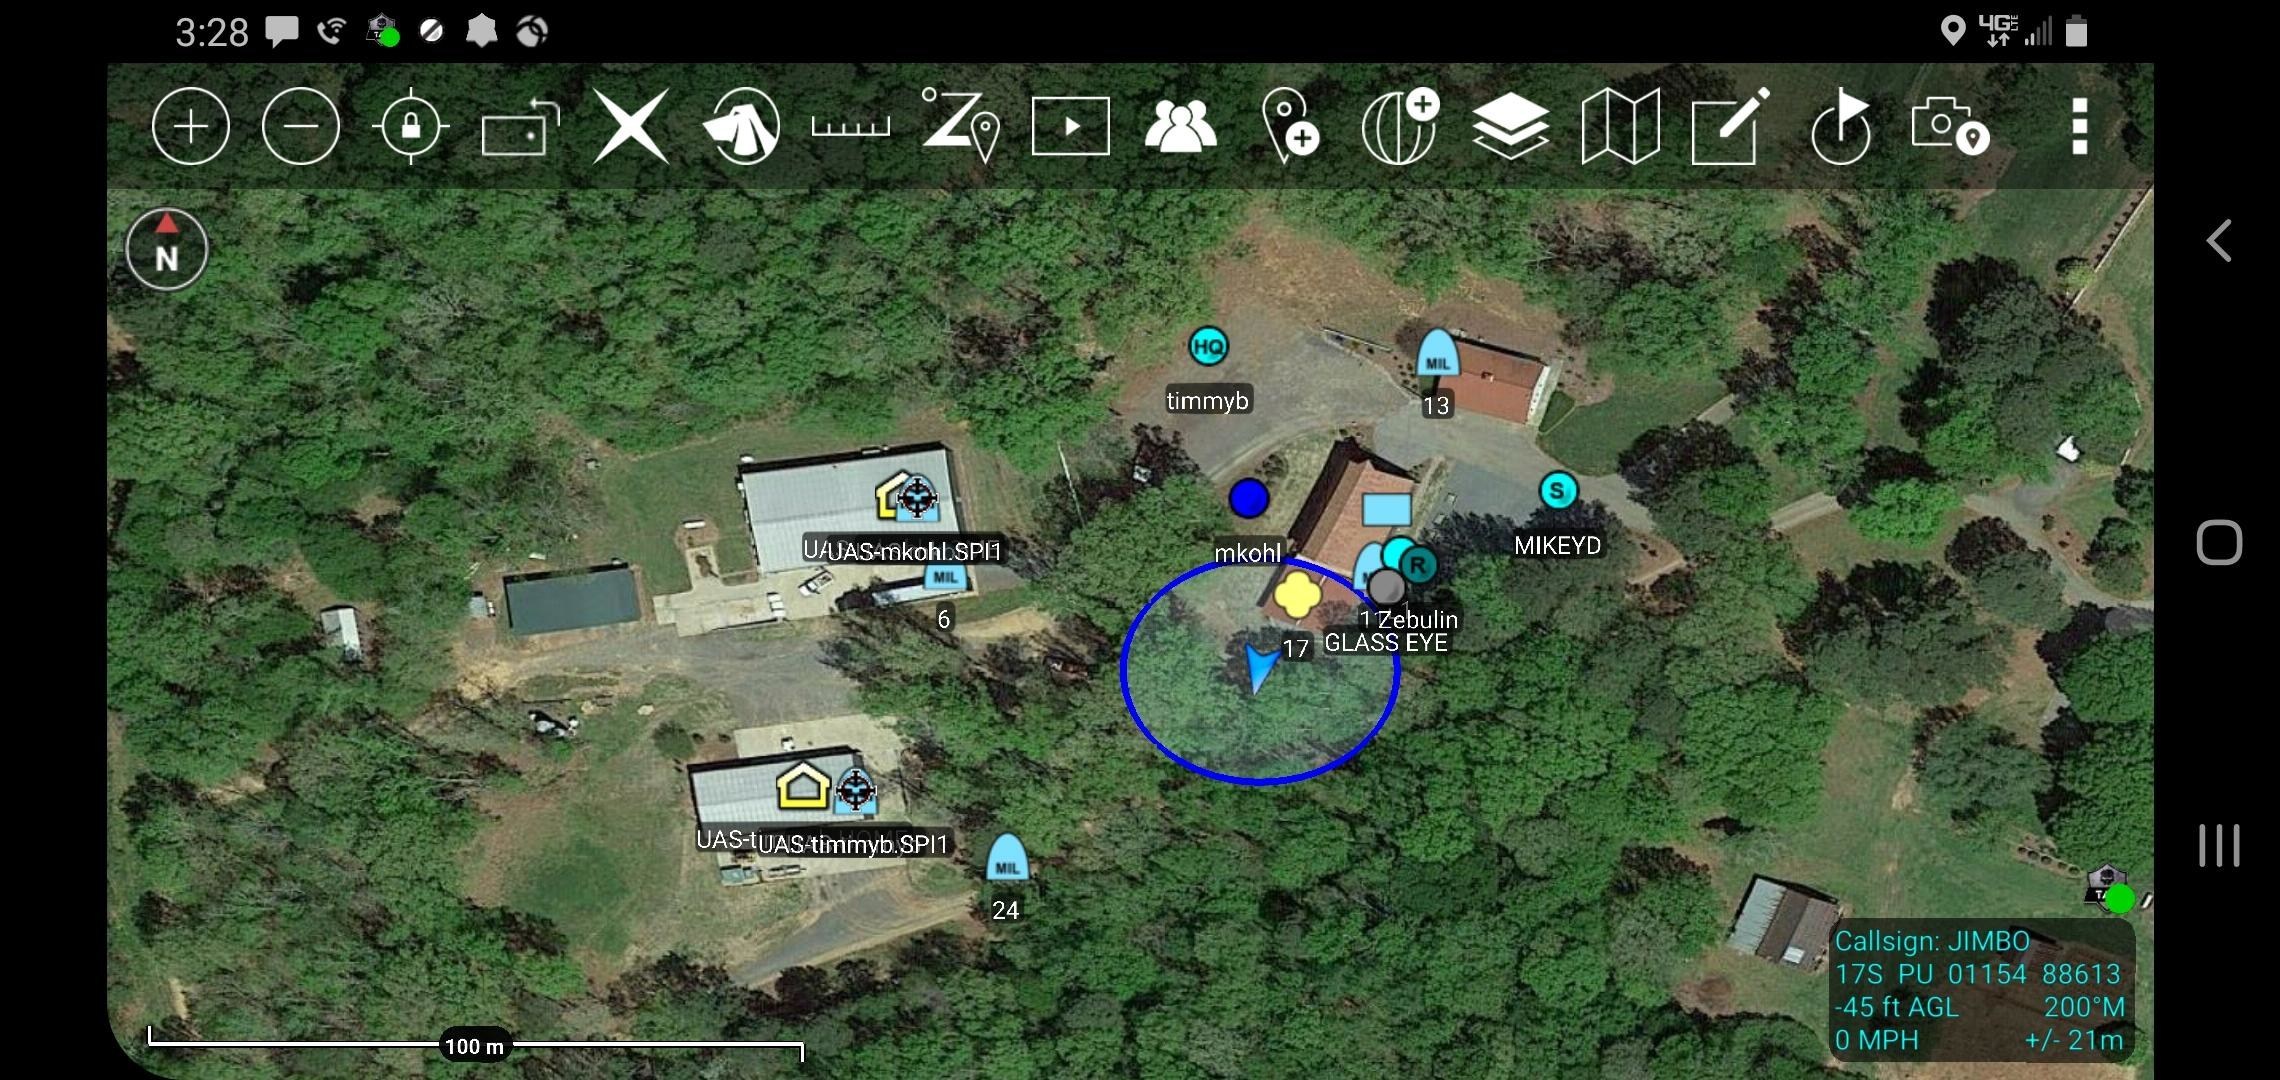 3:28
4G LTE
N
HQ
timmyb
MIL
13
S
MIKEYD
mkohl
UAS-mkohl.SPI1
MIL
6
R
Zebulin
GLASS EYE
17
UAS-timmyb.SPI1
MIL
24
100 m
Callsign: JIMBO
17S PU 01154 88613
-45 ft AGL 200°M
0 MPH +/- 21m